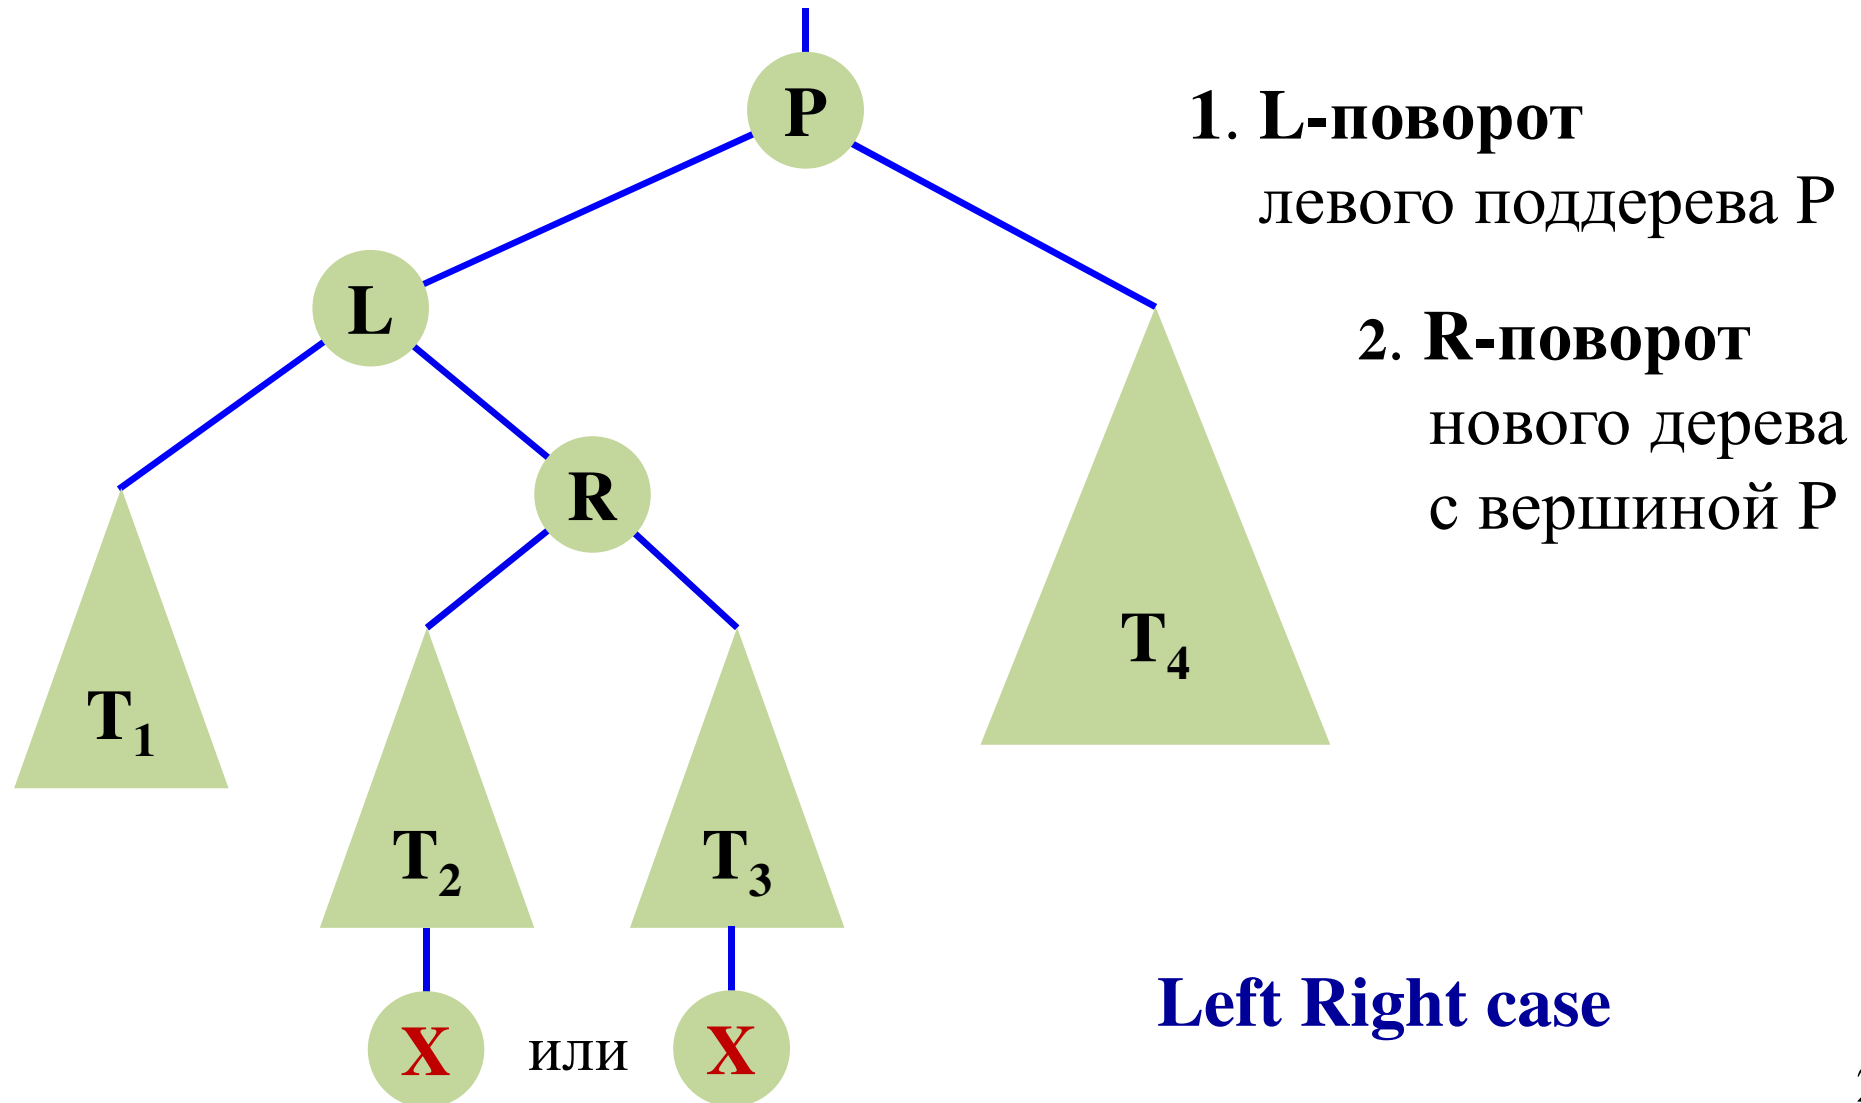 P
1. L-поворот
левого поддерева P
L
2. R-поворот
нового дерева
с вершиной P
R
T4
T1
T2
T3
Left Right case
X или X